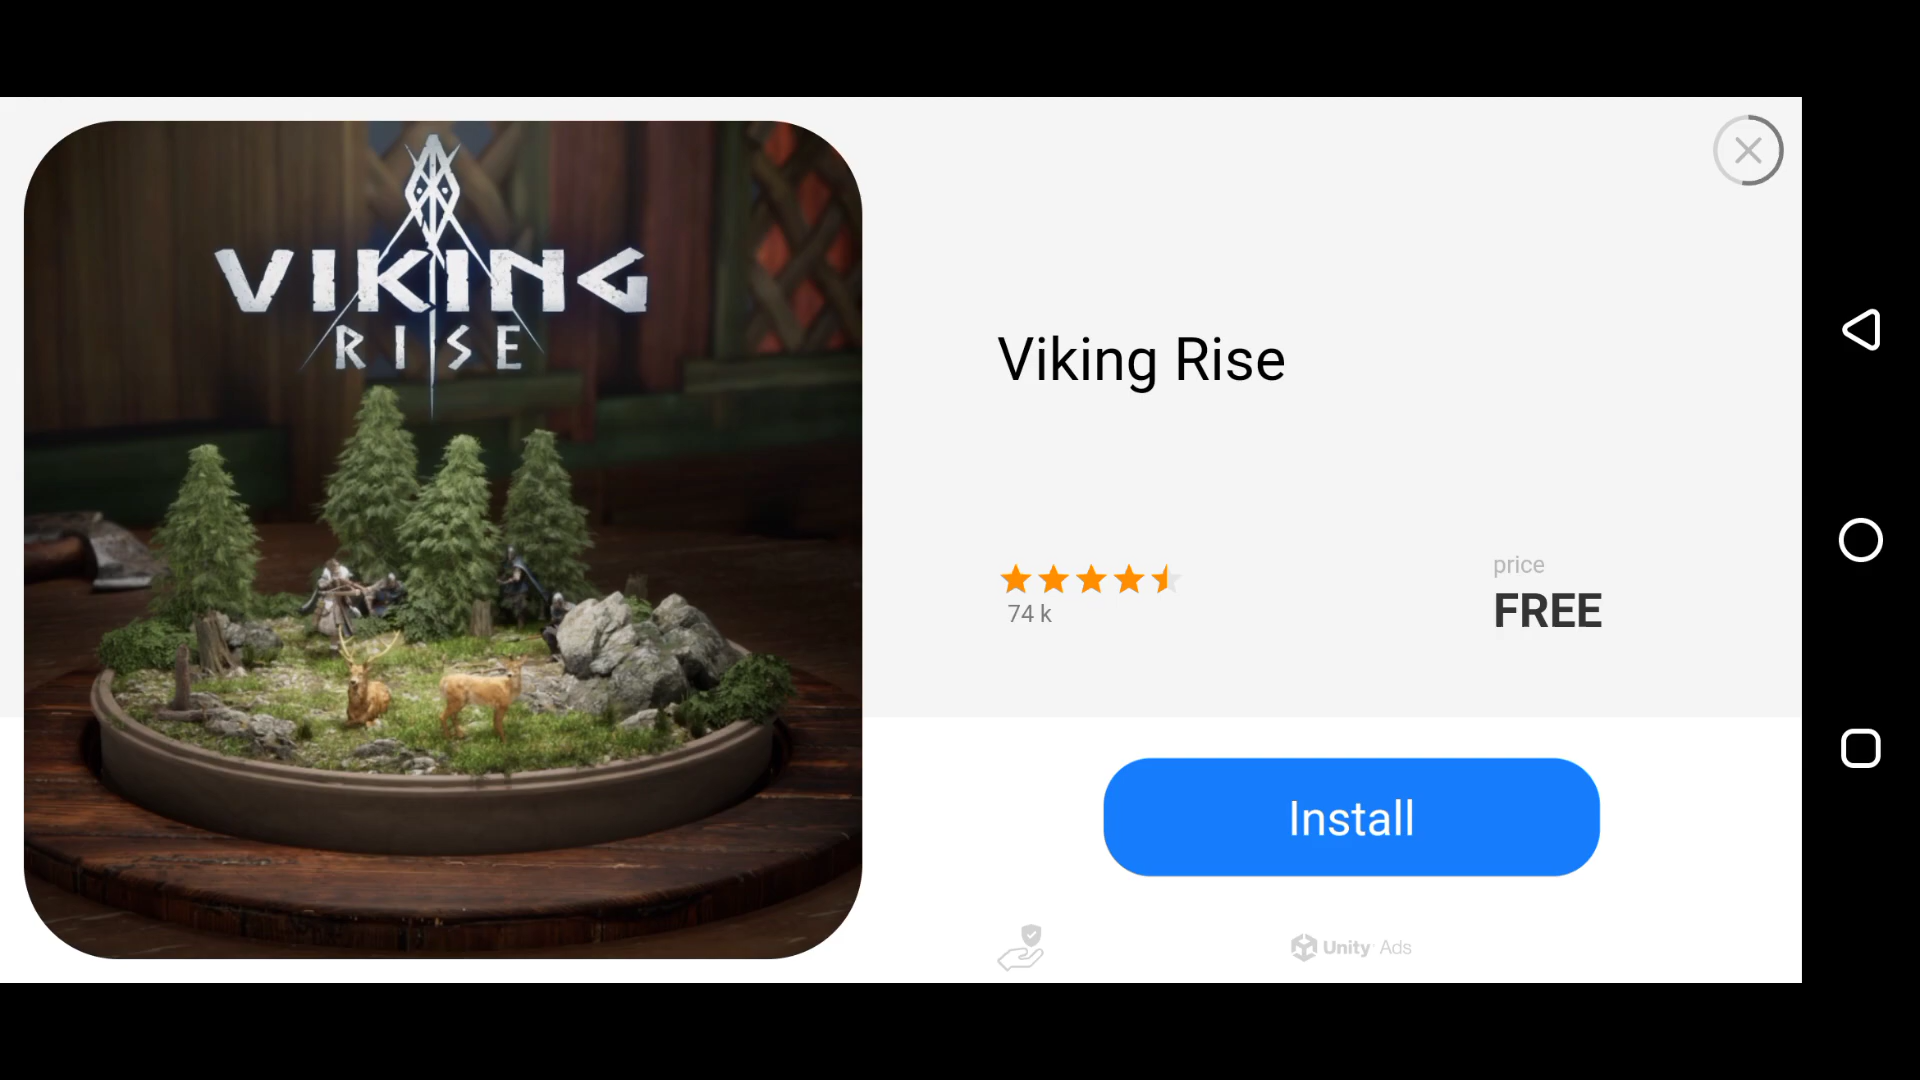 VIKING
RISE
Viking Rise
74 k
price
FREE
Install
Unity Ads